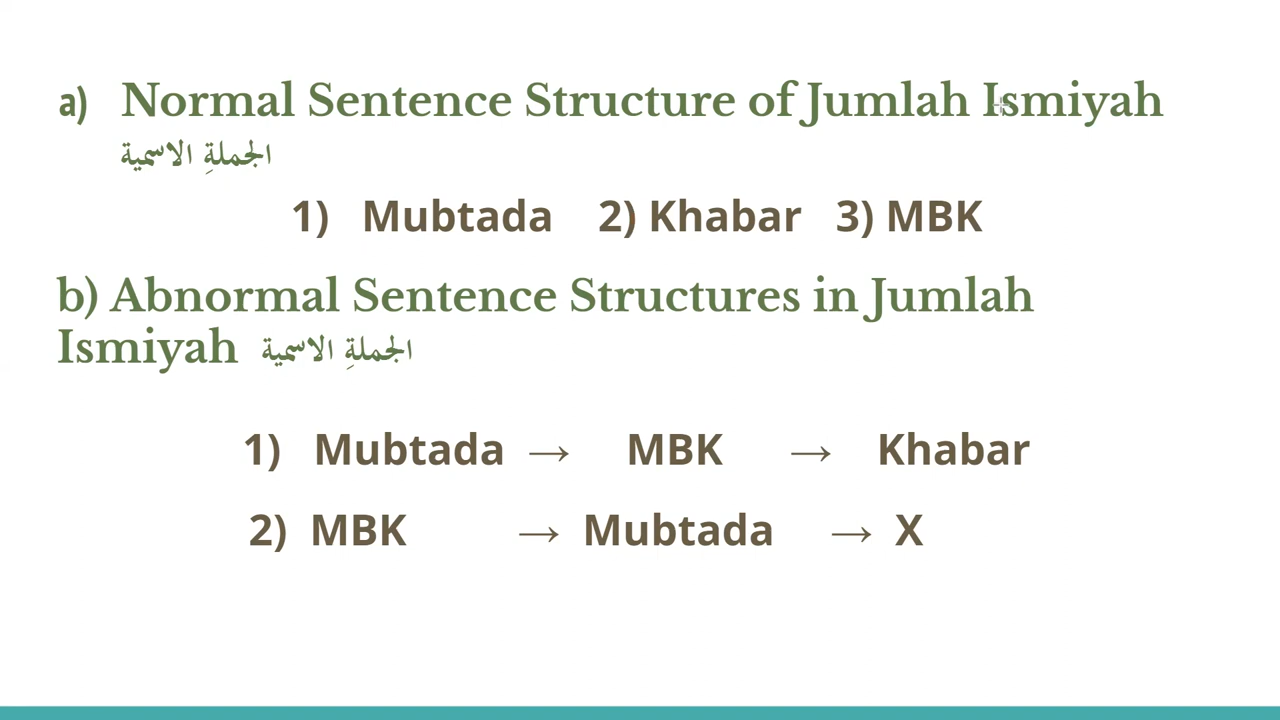 a) Normal Sentence Structure of Jumlah Ismiyah
الجملةِ الاسمية
1) Mubtada 2) Khabar 3) MBK
b) Abnormal Sentence Structures in Jumlah
Ismiyah الجملةِ الاسمية
1) Mubtada → MBK → Khabar
2) MBK → Mubtada → X